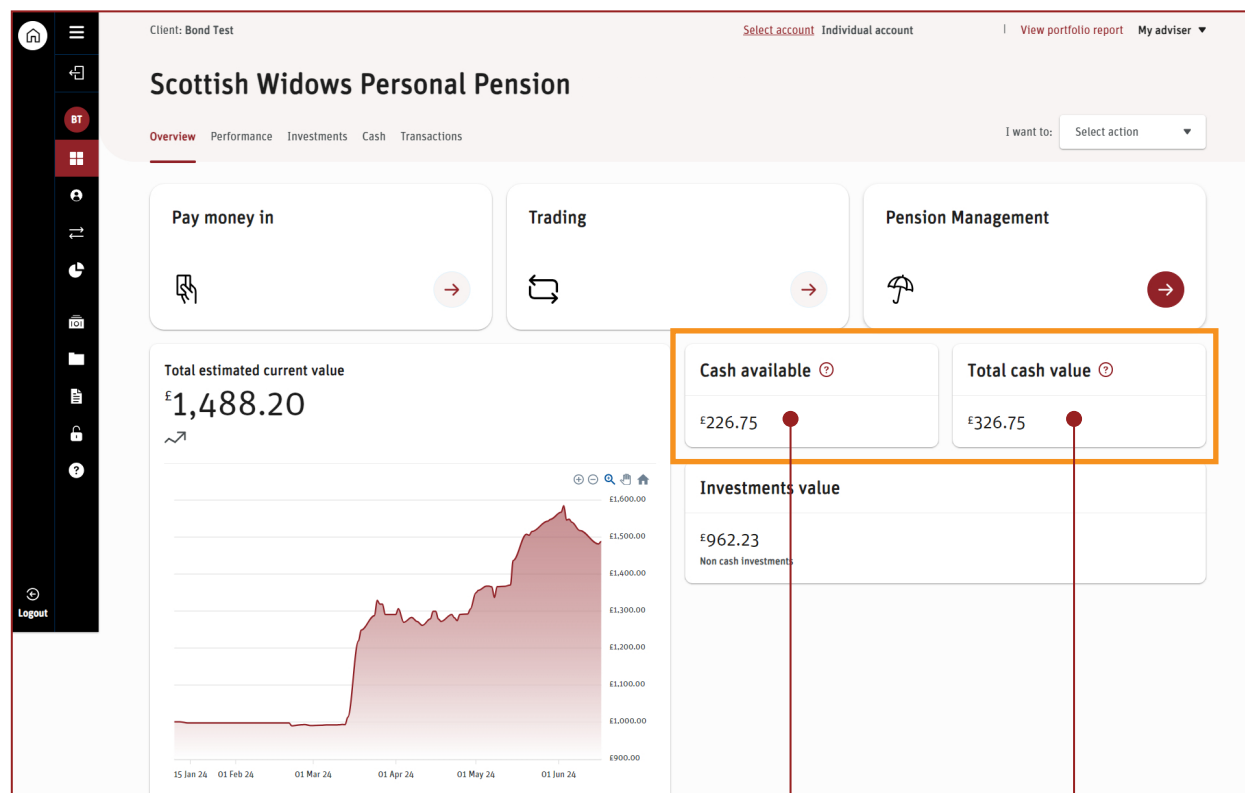 Client: Bond Test
Select account Individual account
View portfolio report My adviser
Scottish Widows Personal Pension
BT
Overview Performance Investments Cash Transactions
I want to: Select action
Pay money in
Trading
Pension Management
Total estimated current value
£1,488.20
Cash available ?
£226.75
Total cash value ?
£326.75
Investments value
£962.23
Non cash investments
£1,600.00
£1,500.00
£1,400.00
£1,300.00
£1,200.00
£1,100.00
£1,000.00
£900.00
15 Jan 24 01 Feb 24 01 Mar 24 01 Apr 24 01 May 24 01 Jun 24
Logout